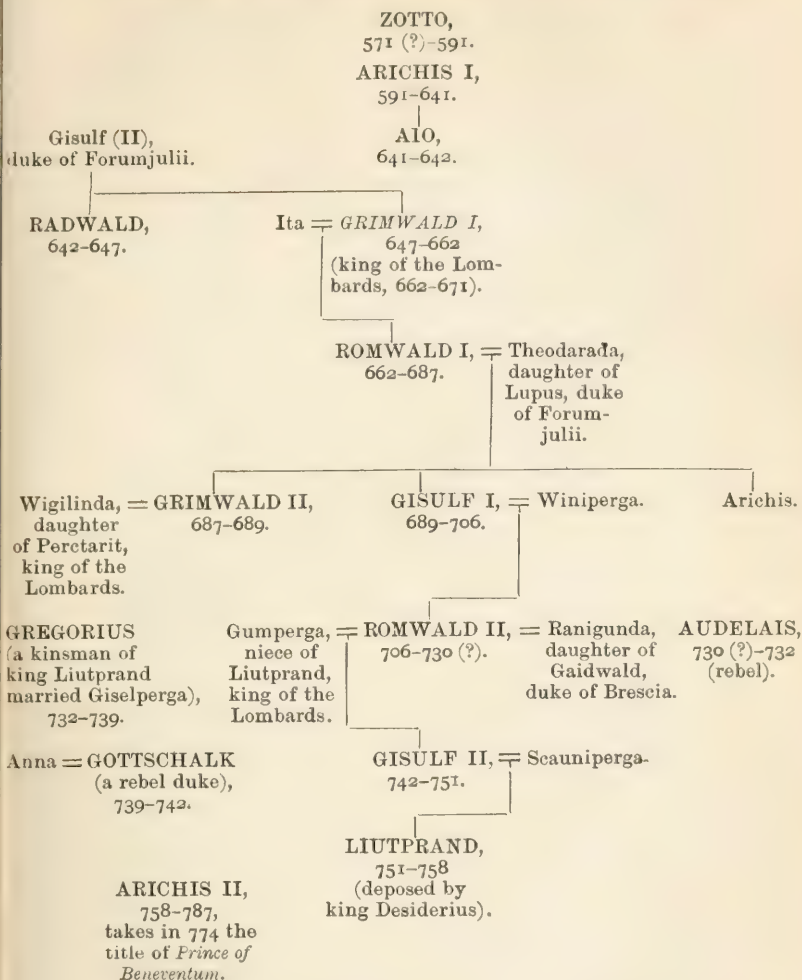 ZOTTO,
571 (?)-591.
ARICHIS I,
591-641.
Gisulf (II),
duke of Forumjulii.
AIO,
641-642.
RADWALD,
642-647.
Ita = GRIMWALD I,
647-662
(king of the Lom-
bards, 662-671).
ROMWALD I, = Theodarada,
662-687.
daughter of
Lupus, duke
of Forum-
julii.
Wigilinda, = GRIMWALD II,
687-689.
daughter
of Perctarit,
king of the
Lombards.
GISULF I, = Winiperga.
689-706.
Arichis.
GREGORIUS
(a kinsman of
king Liutprand
married Giselperga),
732-739.
Gumperga, = ROMWALD II, = Ranigunda,
niece of
Liutprand,
king of the
Lombards.
706-730 (?).
daughter of
Gaidwald,
duke of Brescia.
AUDELAIS,
730 (?)-732
(rebel).
Anna = GOTTSCHALK
(a rebel duke),
739-742.
GISULF II, = Scauniperga.
742-751.
LIUTPRAND,
751-758
(deposed by
king Desiderius).
ARICHIS II,
758-787,
takes in 774 the
title of Prince of
Beneventum.